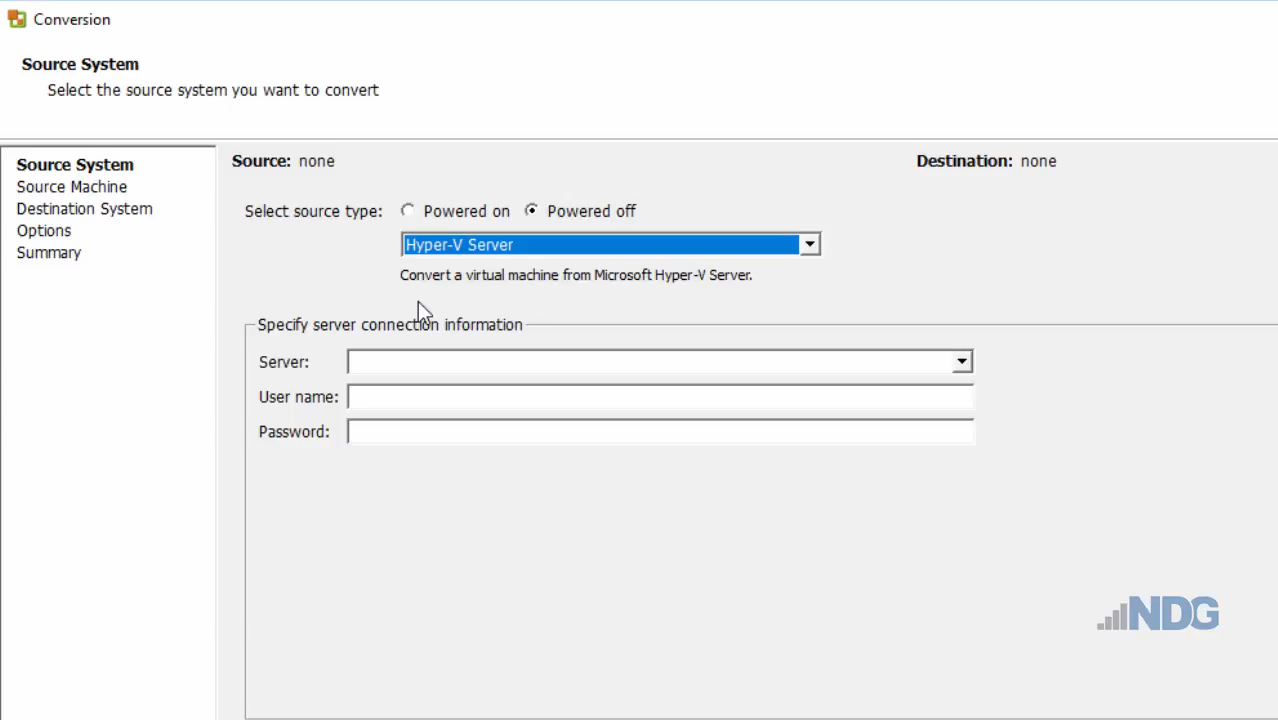 Conversion
Source System
Select the source system you want to convert
Source System
Source Machine
Destination System
Options
Summary
Source: none
Destination: none
Select source type: Powered on Powered off
Hyper-V Server
Convert a virtual machine from Microsoft Hyper-V Server.
Specify server connection information
Server:
User name:
Password:
NDG